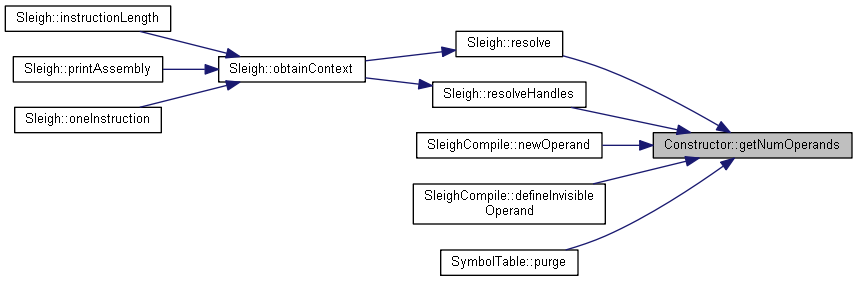 Sleigh::instructionLength
Sleigh::resolve
Sleigh::printAssembly
Sleigh::obtainContext
Sleigh::resolveHandles
Sleigh::oneInstruction
SleighCompile::newOperand
Constructor::getNumOperands
SleighCompile::defineInvisible
Operand
SymbolTable::purge